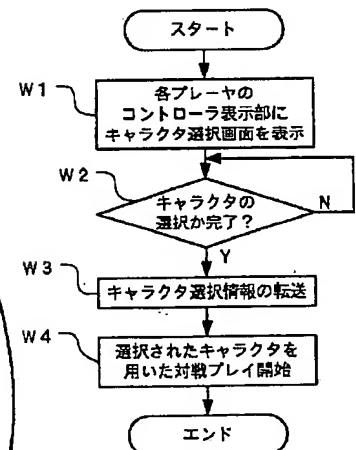 スタート
W1
各プレーヤの
コントローラ表示部に
キャラクタ選択画面を表示
W2
キャラクタの
選択か完了？
N
Y
W3
キャラクタ選択情報の転送
W4
選択されたキャラクタを
用いた対戦プレイ開始
エンド